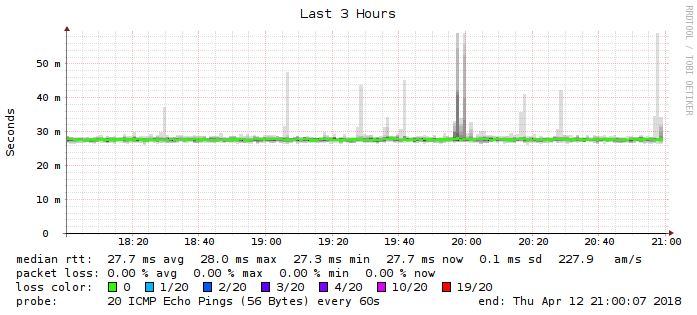 Last 3 Hours
RRDTOOL / TOBI OETIKER
Seconds
50 m
40 m
30 m
20 m
10 m
0
18:20 18:40 19:00 19:20 19:40 20:00 20:20 20:40 21:00
median rtt: 27.7 ms avg 28.0 ms max 27.3 ms min 27.7 ms now 0.1 ms sd 227.9 am/s
packet loss: 0.00 % avg 0.00 % max 0.00 % min 0.00 % now
loss color: 0 1/20 2/20 3/20 4/20 10/20 19/20
probe: 20 ICMP Echo Pings (56 Bytes) every 60s end: Thu Apr 12 21:00:07 2018